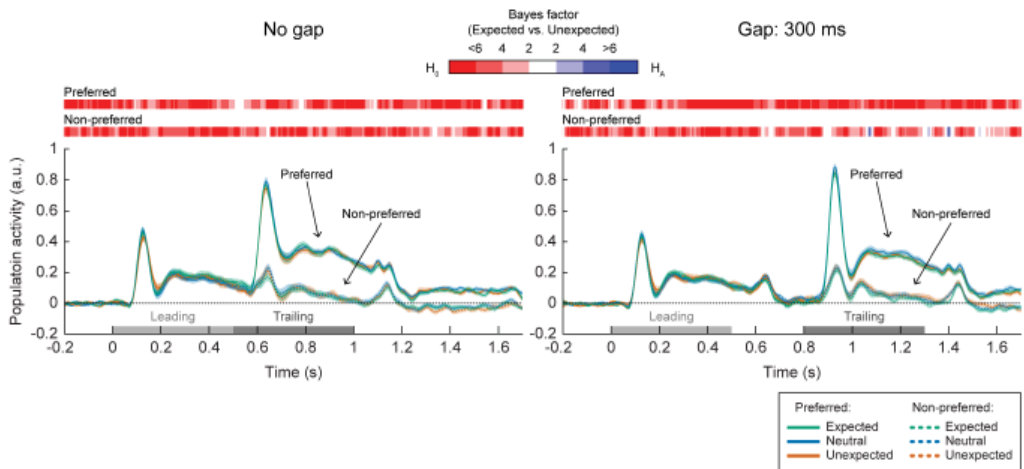 Bayes factor
(Expected vs. Unexpected)
No gap
Gap: 300 ms
<6 4 2 2 4 >6
H0 HA
Preferred
Non-preferred
Preferred
Non-preferred
Populatoin activity (a.u.)
1
0.8
0.6
0.4
0.2
0
-0.2
Preferred
Non-preferred
Leading Trailing
-0.2 0 0.2 0.4 0.6 0.8 1 1.2 1.4 1.6
Time (s)
1
0.8
0.6
0.4
0.2
0
-0.2
Preferred
Non-preferred
Leading Trailing
-0.2 0 0.2 0.4 0.6 0.8 1 1.2 1.4 1.6
Time (s)
Preferred: Non-preferred:
Expected Expected
Neutral Neutral
Unexpected Unexpected